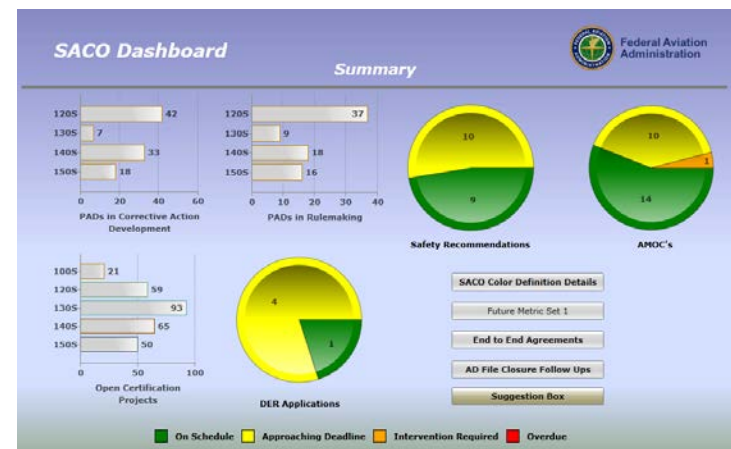 SACO Dashboard
Summary
Federal Aviation
Administration
120S 42
130S 7
140S 33
150S 18
0 20 40 60
PADs in Corrective Action
Development
120S 37
130S 9
140S 18
150S 16
0 10 20 30 40
PADs in Rulemaking
10
9
Safety Recommendations
10
1
14
AMOC's
100S 21
120S 59
130S 93
140S 65
150S 50
0 50 100
Open Certification
Projects
4
1
DER Applications
SACO Color Definition Details
Future Metric Set 1
End to End Agreements
AD File Closure Follow Ups
Suggestion Box
On Schedule Approaching Deadline Intervention Required Overdue